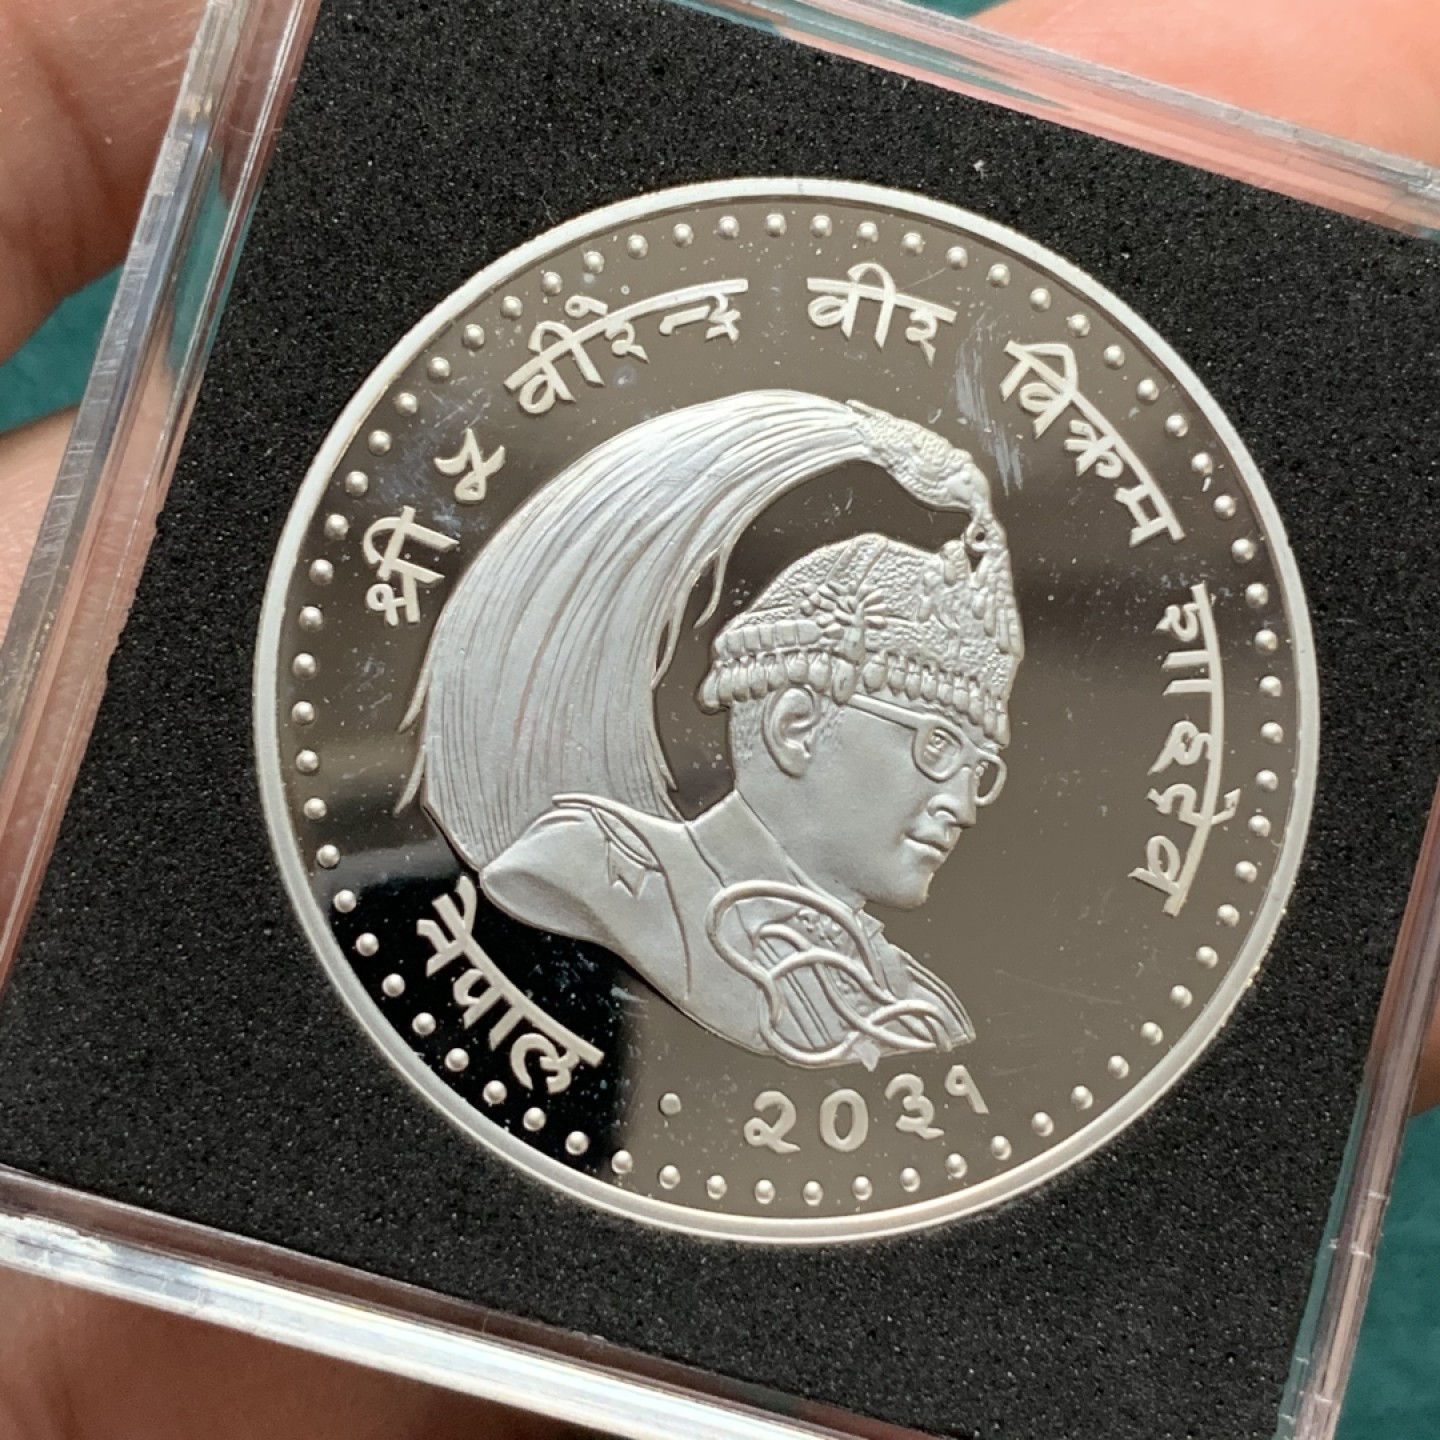 श्री ५ वीरेन्द्र वीर विक्रम शाहदेव
नेपाल
२०३१